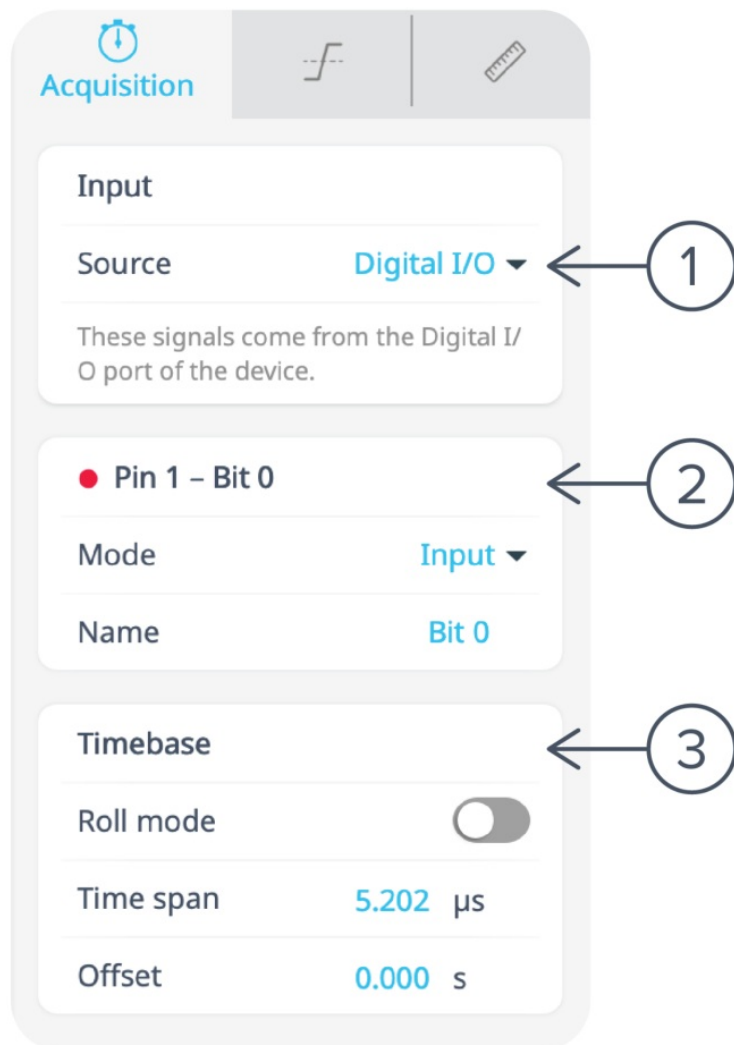 Acquisition
Input
Source Digital I/O
1
These signals come from the Digital I/
O port of the device.
Pin 1 – Bit 0
2
Mode Input
Name Bit 0
Timebase
3
Roll mode
Time span 5.202 µs
Offset 0.000 s